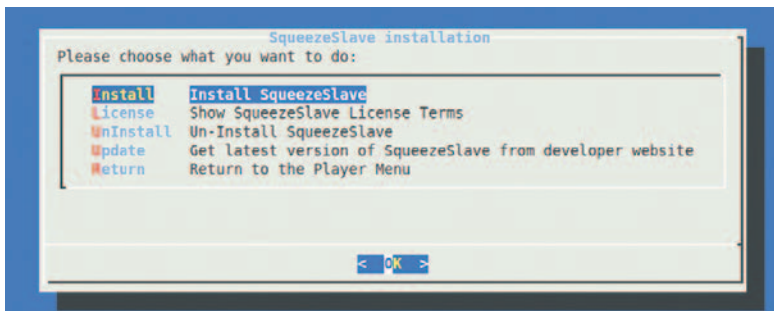 SqueezeSlave installation
Please choose what you want to do:
Install Install SqueezeSlave
License Show SqueezeSlave License Terms
UnInstall Un-Install SqueezeSlave
Update Get latest version of SqueezeSlave from developer website
Return Return to the Player Menu
< OK >